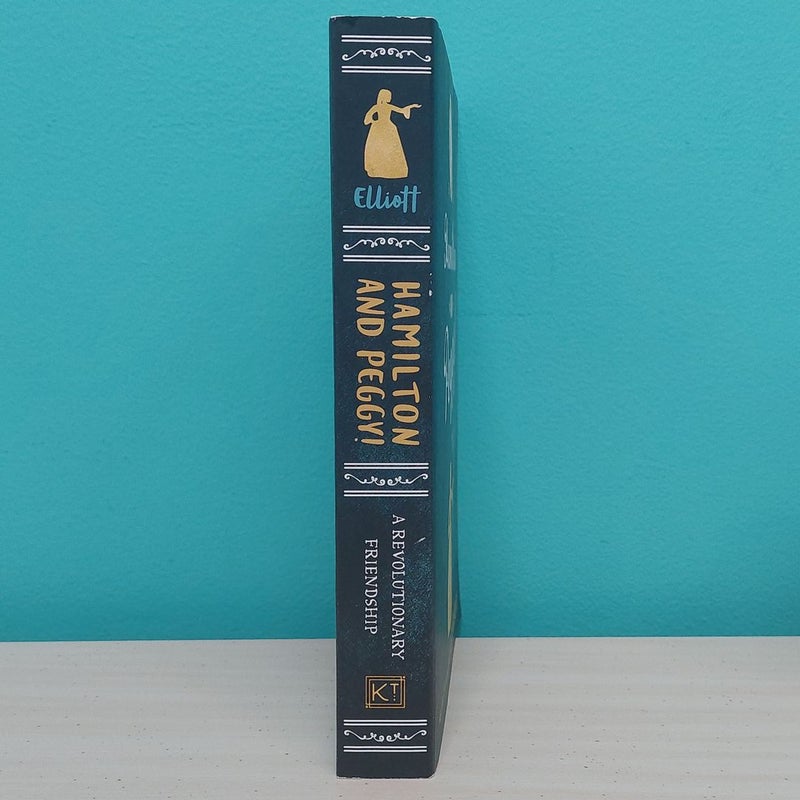 Elliott
HAMILTON
AND PEGGY!
A REVOLUTIONARY
FRIENDSHIP
KT